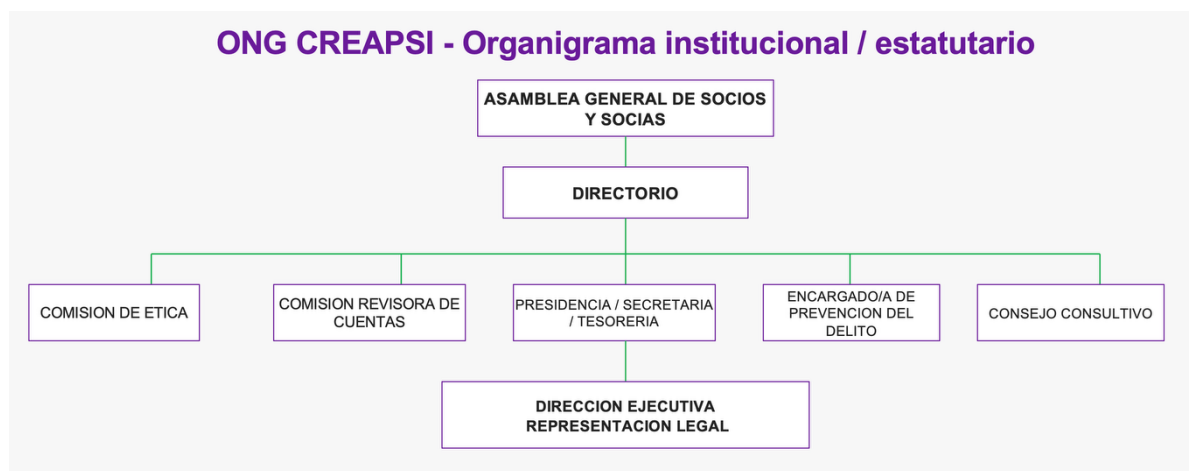 ONG CREAPSI - Organigrama institucional / estatutario
ASAMBLEA GENERAL DE SOCIOS
Y SOCIAS
DIRECTORIO
COMISION DE ETICA
COMISION REVISORA DE
CUENTAS
PRESIDENCIA / SECRETARIA
/ TESORERIA
ENCARGADO/A DE
PREVENCION DEL
DELITO
CONSEJO CONSULTIVO
DIRECCION EJECUTIVA
REPRESENTACION LEGAL